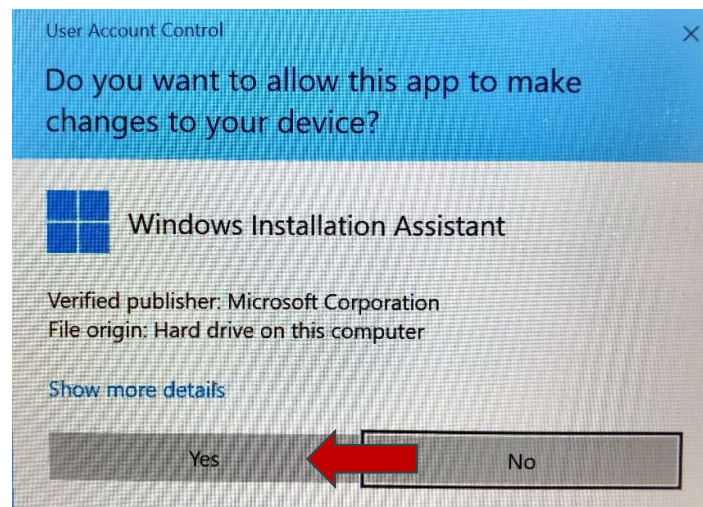 User Account Control
Do you want to allow this app to make
changes to your device?
Windows Installation Assistant
Verified publisher: Microsoft Corporation
File origin: Hard drive on this computer
Show more details
Yes
No